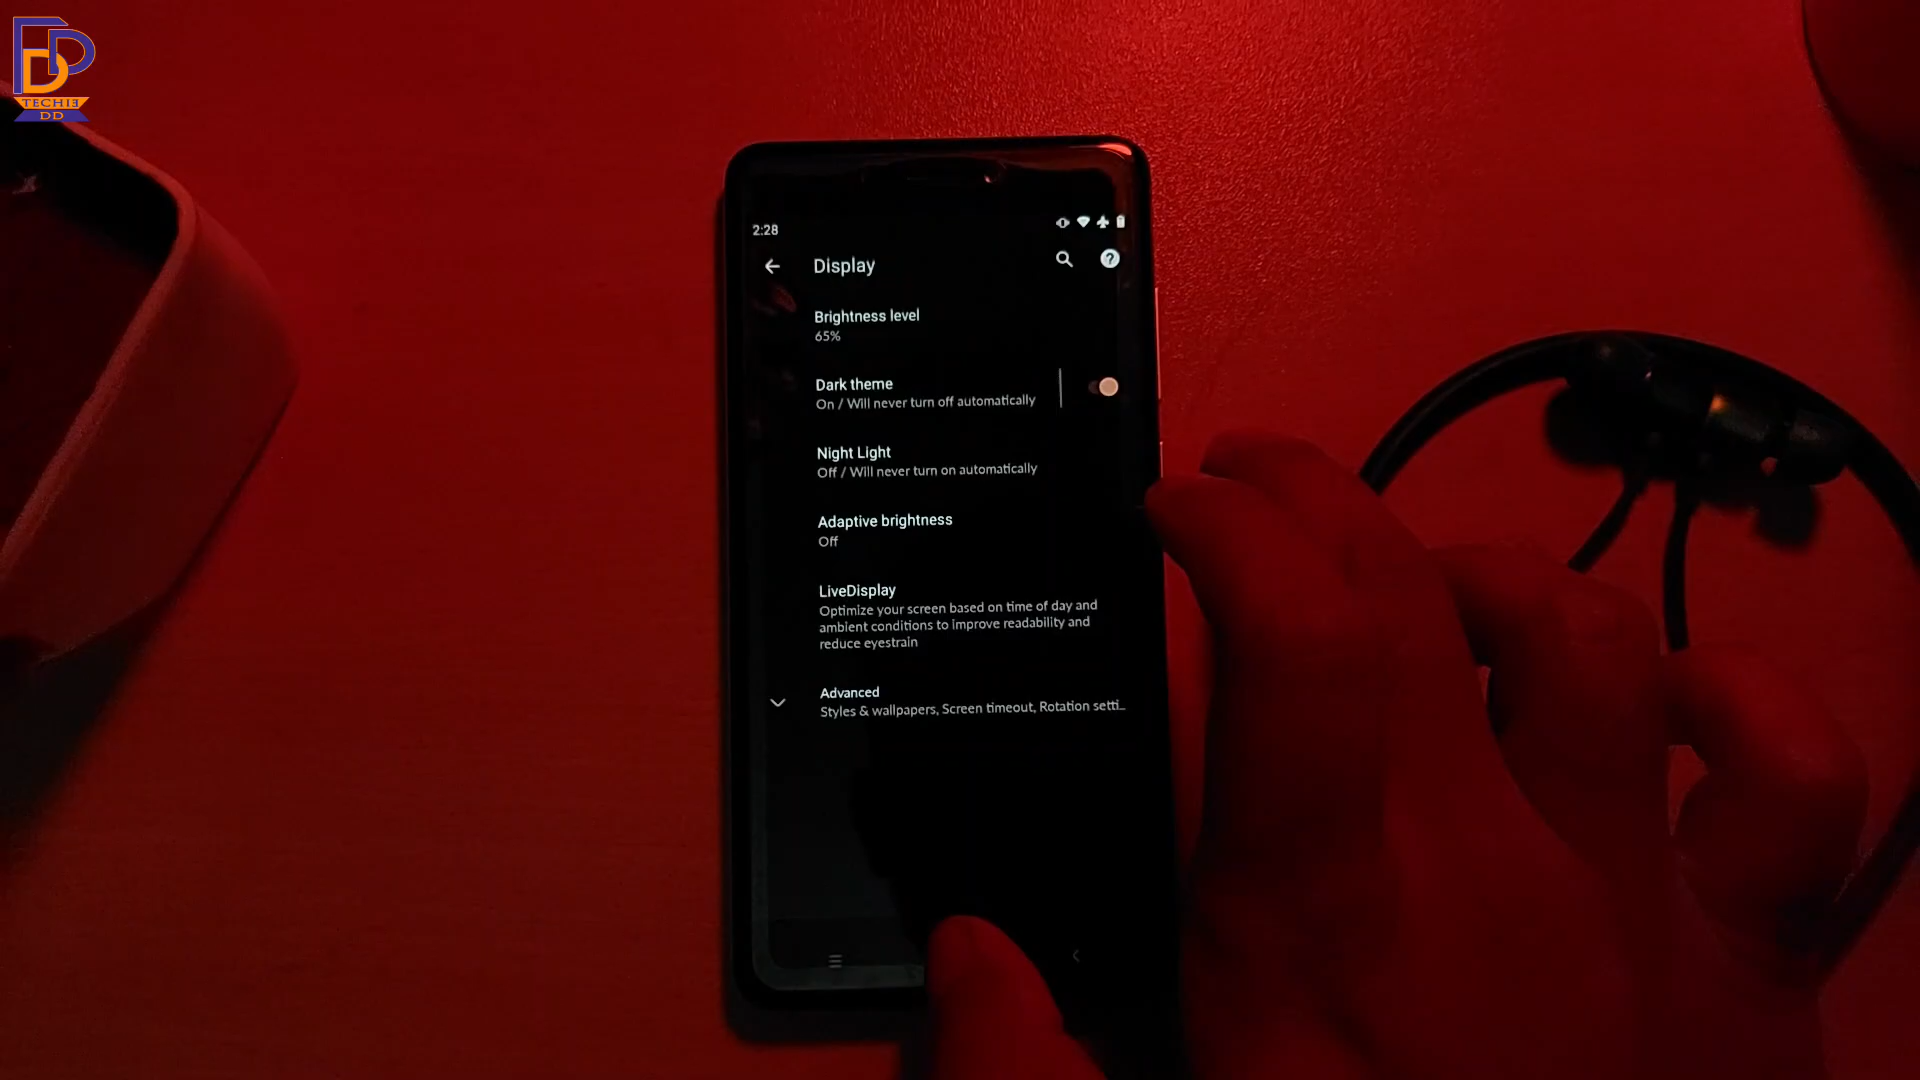 TECHIE
DD
2:28
Display
Brightness level
65%
Dark theme
On / Will never turn off automatically
Night Light
Off / Will never turn on automatically
Adaptive brightness
Off
LiveDisplay
Optimize your screen based on time of day and
ambient conditions to improve readability and
reduce eyestrain
Advanced
Styles & wallpapers, Screen timeout, Rotation setti...